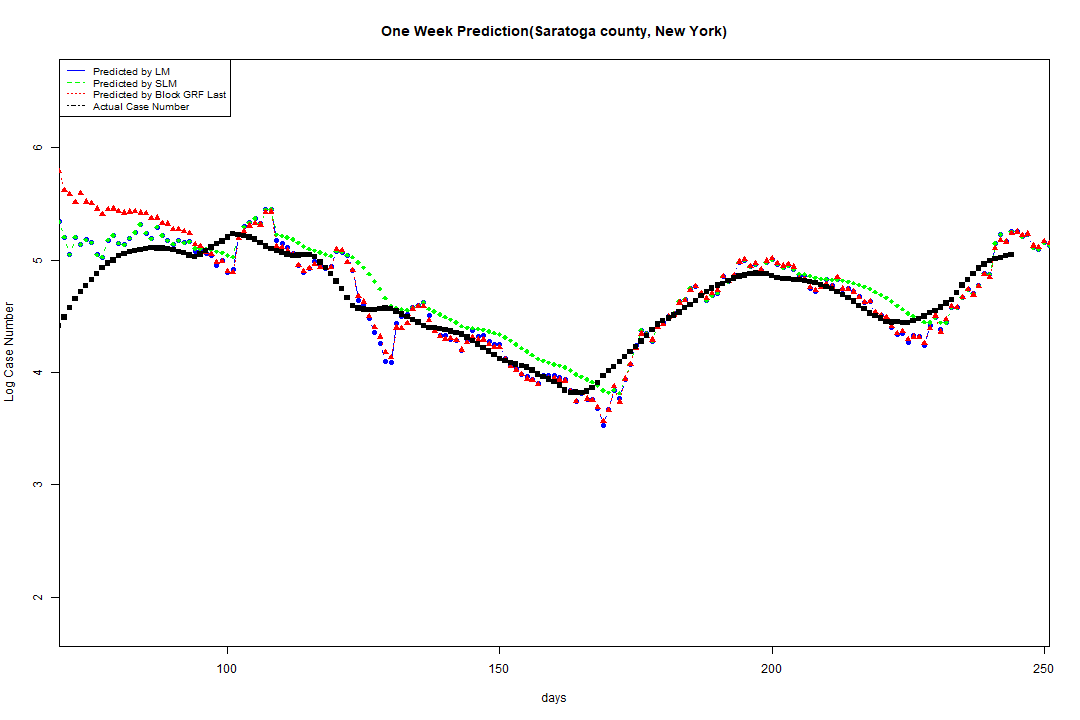 One Week Prediction(Saratoga county, New York)
Predicted by LM
Predicted by SLM
Predicted by Block GRF Last
Actual Case Number
6
5
4
3
2
Log Case Number
100 150 200 250
days